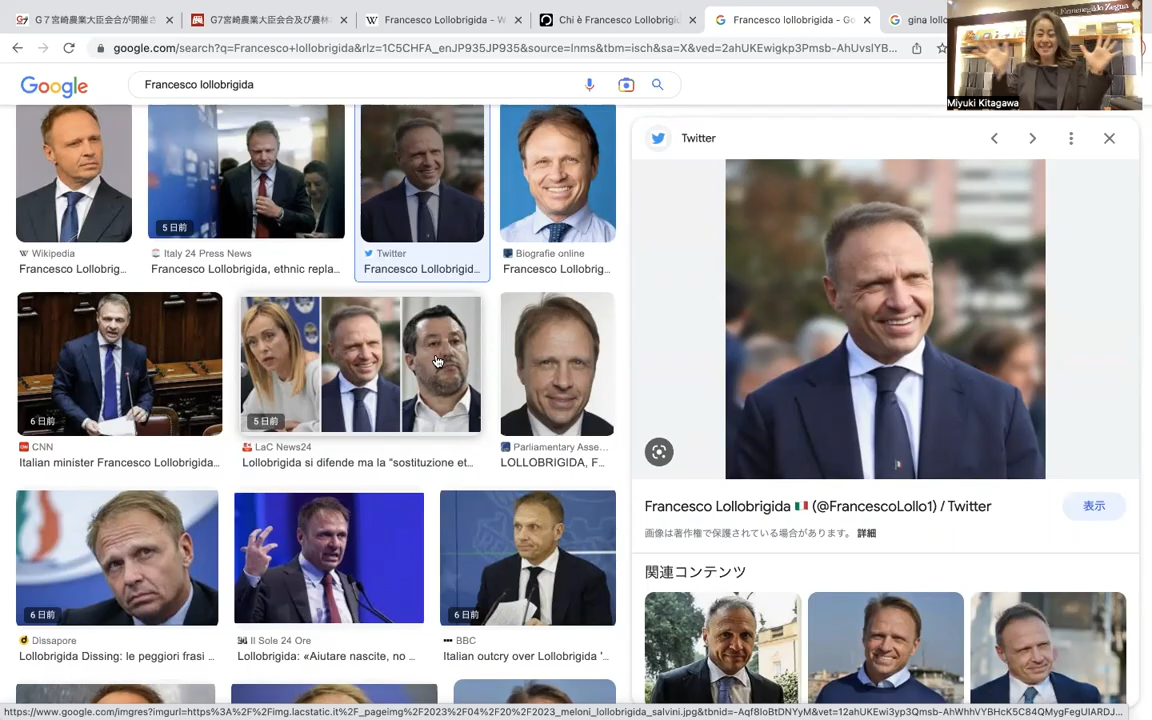 G７宮崎農業大臣会合が開催さ
G7宮崎農業大臣会合及び農林
Francesco Lollobrigida - W
Chi è Francesco Lollobrigid
Francesco lollobrigida - Go
gina lollo
google.com/search?q=Francesco+lollobrigida&rlz=1C5CHFA_enJP935JP935&source=lnms&tbm=isch&sa=X&ved=2ahUKEwigkp3Pmsb-AhUvslYB...
Ermenegildo Zegna
Miyuki Kitagawa
Google
Francesco lollobrigida
5 日前
Wikipedia
Francesco Lollobrig...
Italy 24 Press News
Francesco Lollobrigida, ethnic repla...
Twitter
Francesco Lollobrigid...
Biografie online
Francesco Lollobrig...
6 日前
CNN
Italian minister Francesco Lollobrigida...
5 日前
LaC News24
Lollobrigida si difende ma la "sostituzione et...
Parliamentary Asse...
LOLLOBRIGIDA, F...
6 日前
Dissapore
Lollobrigida Dissing: le peggiori frasi ...
Il Sole 24 Ore
Lollobrigida: «Aiutare nascite, no ...
6 日前
BBC
Italian outcry over Lollobrigida '...
Twitter
Francesco Lollobrigida 🇮🇹 (@FrancescoLollo1) / Twitter
表示
画像は著作権で保護されている場合があります。 詳細
関連コンテンツ
https://www.google.com/imgres?imgurl=https%3A%2F%2Fimg.lacstatic.it%2F_pageimg%2F2023%2F04%2F20%2F2023_meloni_lollobrigida_salvini.jpg&tbnid=-Aqf8IoBtDNYyM&vet=12ahUKEwi3yp3Qmsb-AhWhhVYBHcK5C84QMygFegUIARDJ...